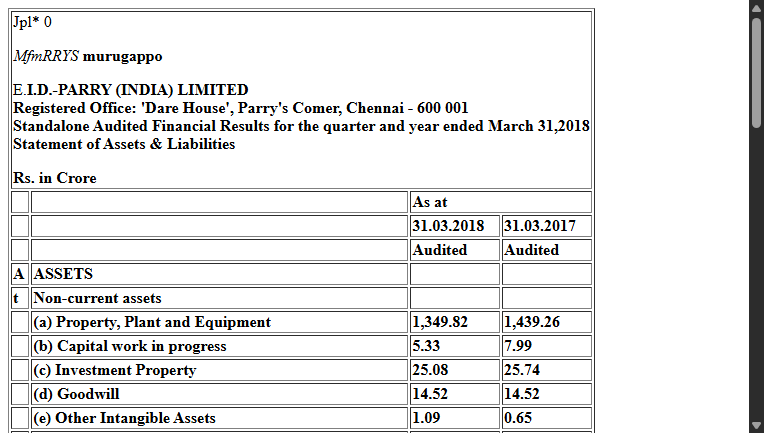 Jpl* 0
MfmRRYS murugappo
E.I.D.-PARRY (INDIA) LIMITED
Registered Office: 'Dare House', Parry's Comer, Chennai - 600 001
Standalone Audited Financial Results for the quarter and year ended March 31,2018
Statement of Assets & Liabilities
Rs. in Crore
As at
31.03.2018 31.03.2017
Audited Audited
A ASSETS
t Non-current assets
(a) Property, Plant and Equipment 1,349.82 1,439.26
(b) Capital work in progress 5.33 7.99
(c) Investment Property 25.08 25.74
(d) Goodwill 14.52 14.52
(e) Other Intangible Assets 1.09 0.65